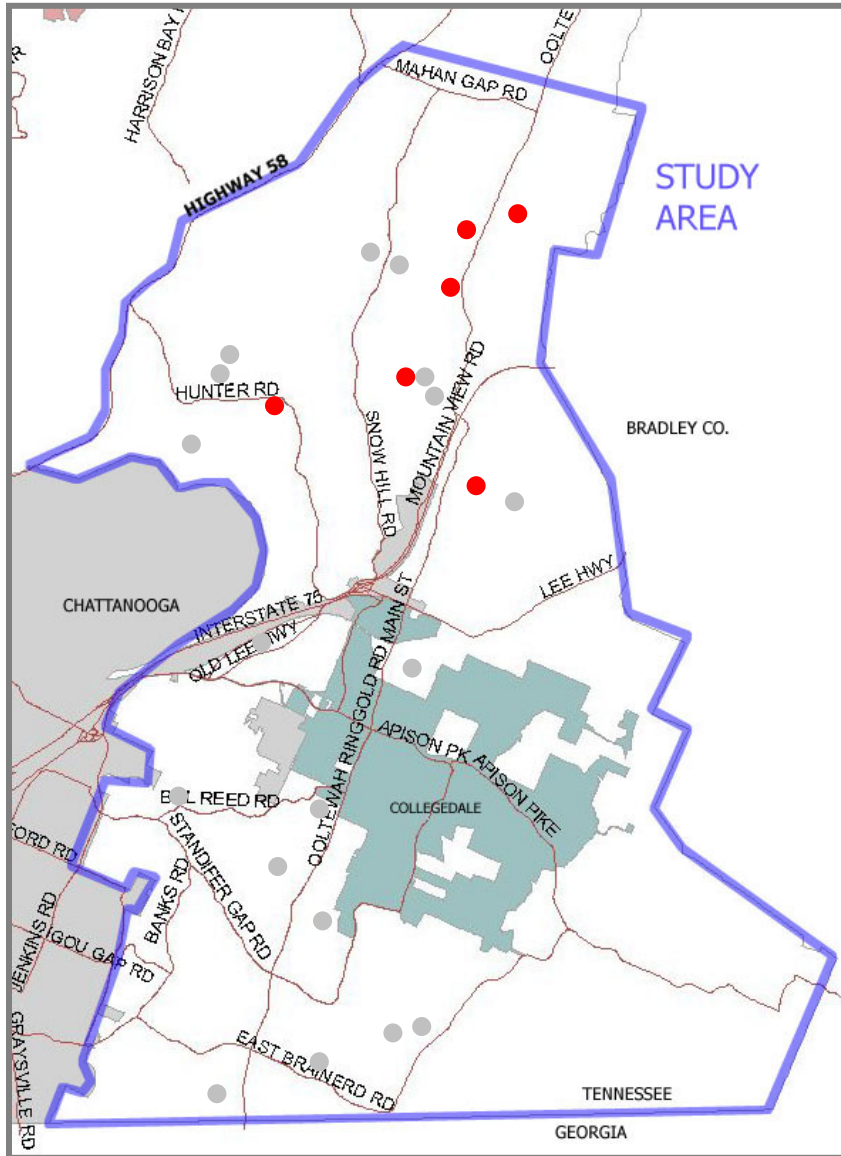 HARRISON BAY
OOLTE
MAHAN GAP RD
HIGHWAY 58
STUDY
AREA
HUNTER RD
SNOW HILL RD
MOUNTAIN VIEW RD
BRADLEY CO.
CHATTANOOGA
INTERSTATE 75
OLD LEE HWY
LEE HWY
OOLTEWAH RINGGOLD RD
MAIN ST
APISON PK
APISON PIKE
COLLEGEDALE
BILL REED RD
STANDIFER GAP RD
FORD RD
BANKS RD
JENKINS RD
IGOU GAP RD
GRAYSVILLE RD
EAST BRAINERD RD
TENNESSEE
GEORGIA